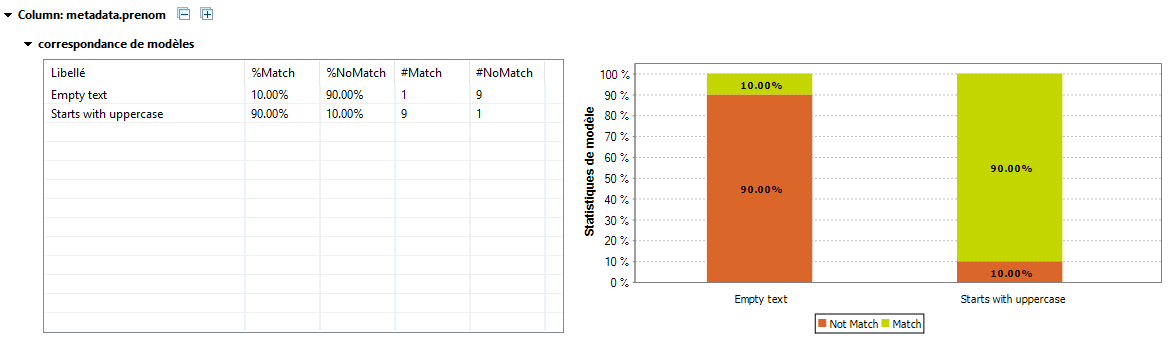 Column: metadata.prenom
correspondance de modèles
Libellé %Match %NoMatch #Match #NoMatch
Empty text 10.00% 90.00% 1 9
Starts with uppercase 90.00% 10.00% 9 1
Statistiques de modèle
100 %
90 %
80 %
70 %
60 %
50 %
40 %
30 %
20 %
10 %
0 %
10.00%
90.00%
90.00%
10.00%
Empty text Starts with uppercase
Not Match Match